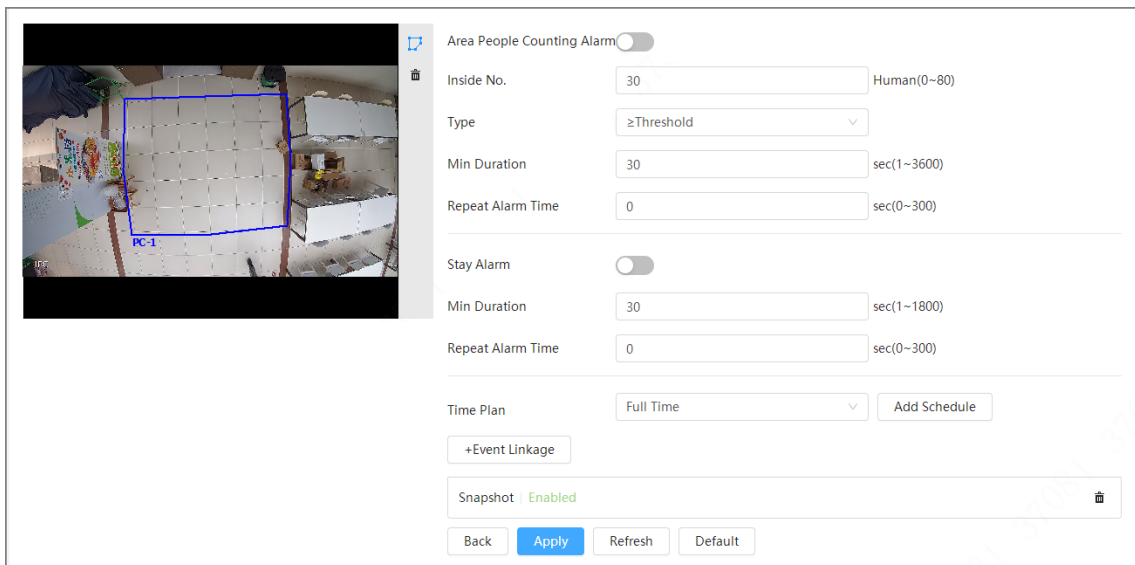 Area People Counting Alarm
Inside No. 30 Human(0~80)
Type ≥Threshold
Min Duration 30 sec(1~3600)
Repeat Alarm Time 0 sec(0~300)
Stay Alarm
Min Duration 30 sec(1~1800)
Repeat Alarm Time 0 sec(0~300)
Time Plan Full Time Add Schedule
+Event Linkage
Snapshot Enabled
Back Apply Refresh Default
PC-1
IPC